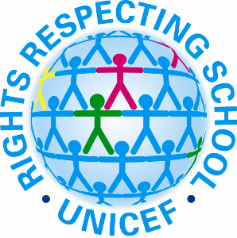 RIGHTS RESPECTING SCHOOL
• UNICEF •